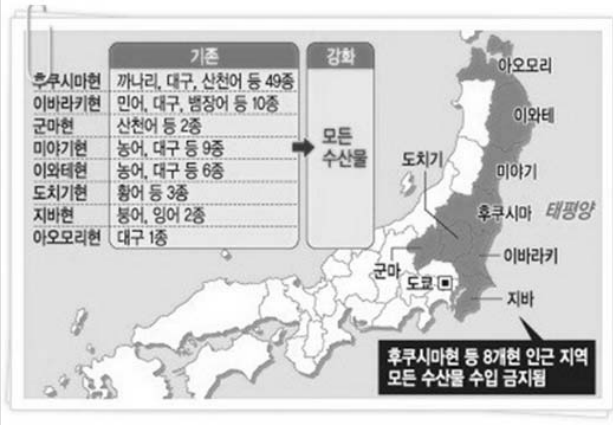 기존 강화
후쿠시마현 까나리, 대구, 산천어 등 49종
이바라키현 민어, 대구, 뱀장어 등 10종
군마현 산천어 등 2종
미야기현 농어, 대구 등 9종
이와테현 농어, 대구 등 6종
도치기현 황어 등 3종
지바현 붕어, 잉어 2종
아오모리현 대구 1종
모든
수산물
아오모리
이와테
도치기
미야기
후쿠시마
태평양
이바라키
군마
도쿄
지바
후쿠시마현 등 8개현 인근 지역
모든 수산물 수입 금지됨